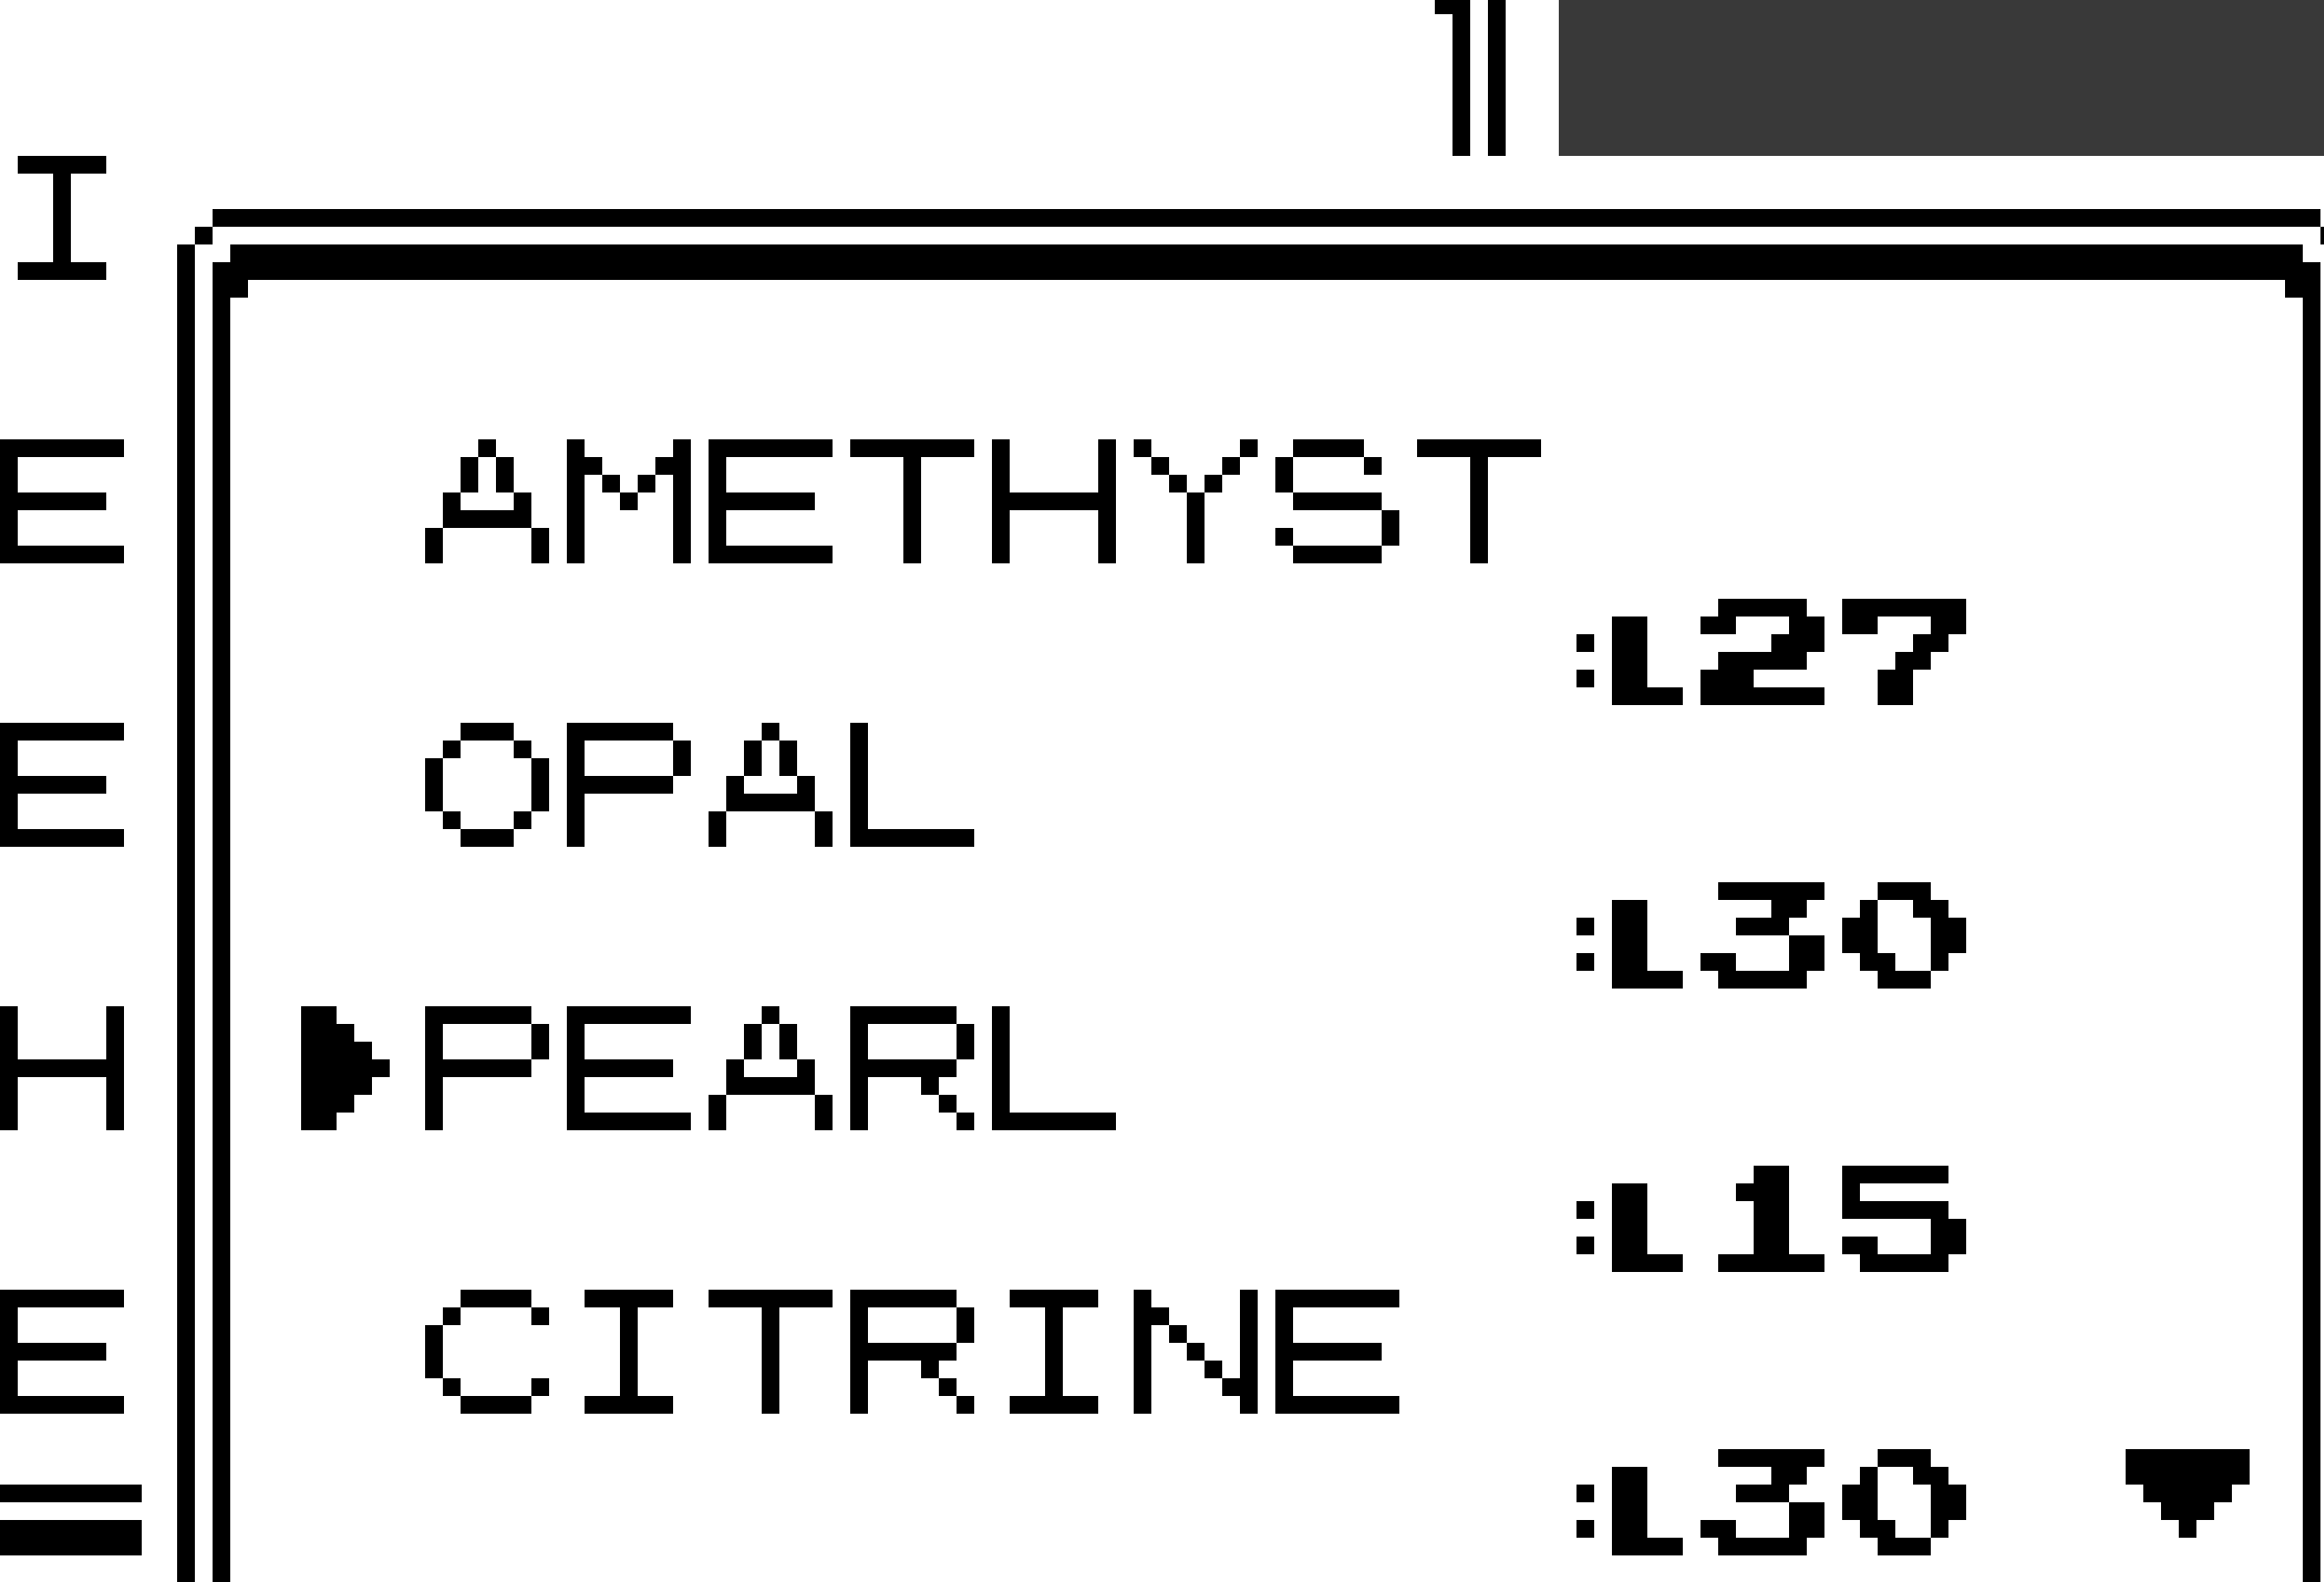 I
E AMETHYST
:L27
E OPAL
:L30
H ▶PEARL
:L15
E CITRINE
:L30 ▼